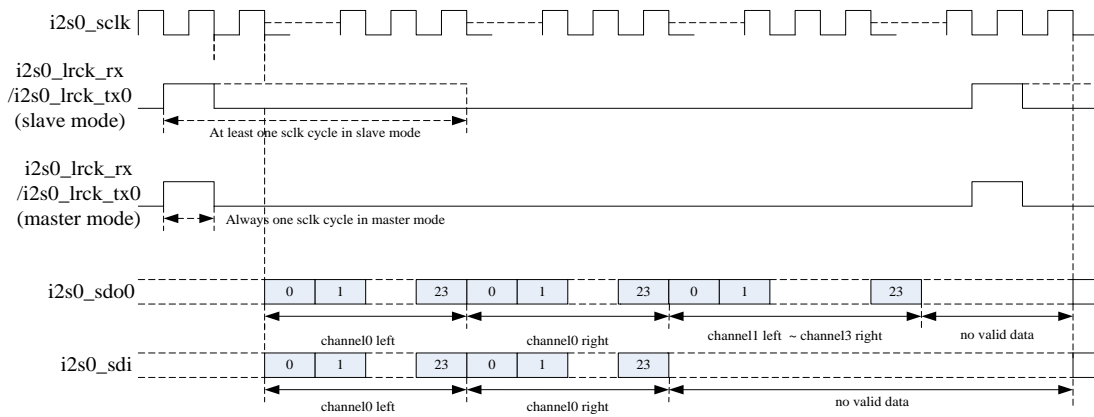 i2s0_sclk
i2s0_lrck_rx
/i2s0_lrck_tx0
(slave mode)
At least one sclk cycle in slave mode
i2s0_lrck_rx
/i2s0_lrck_tx0
(master mode)
Always one sclk cycle in master mode
i2s0_sdo0 0 1 23 0 1 23 0 1 23
channel0 left channel0 right channel1 left ~ channel3 right no valid data
i2s0_sdi 0 1 23 0 1 23
channel0 left channel0 right no valid data